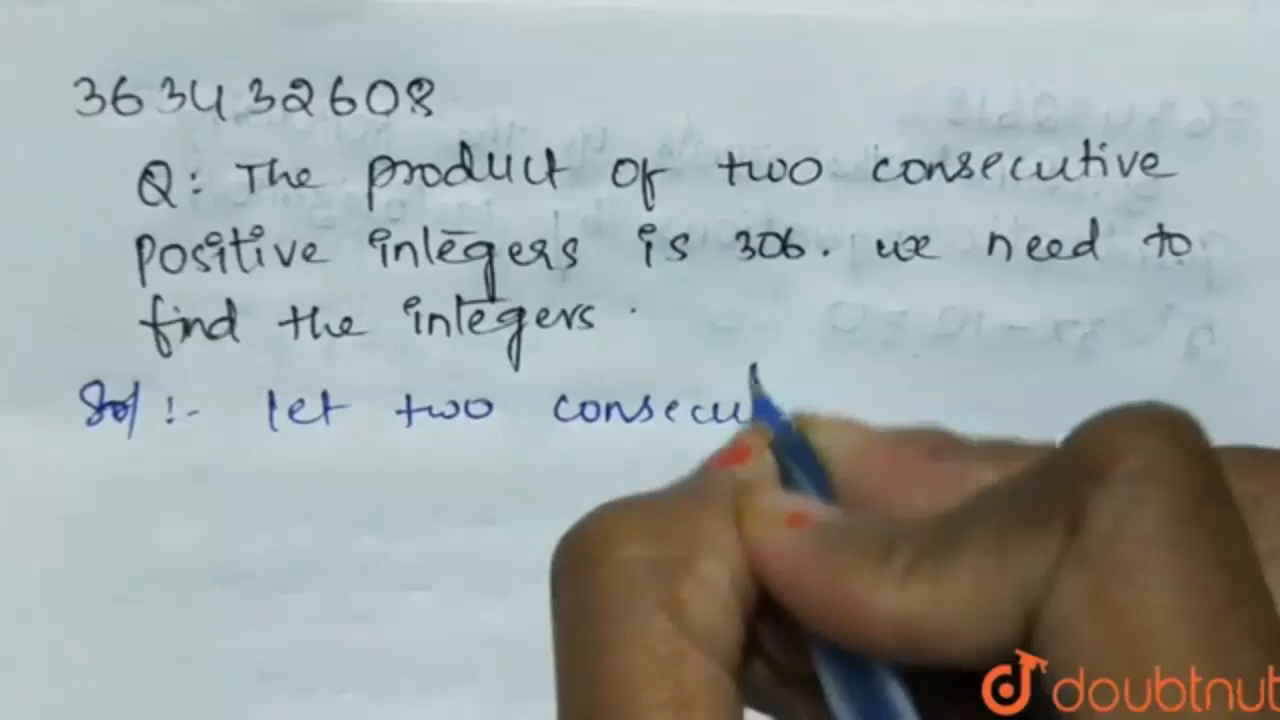 363432608
Q: The product of two consecutive
positive integers is 306. we need to
find the integers.
Sol :- let two consecu
doubtnut